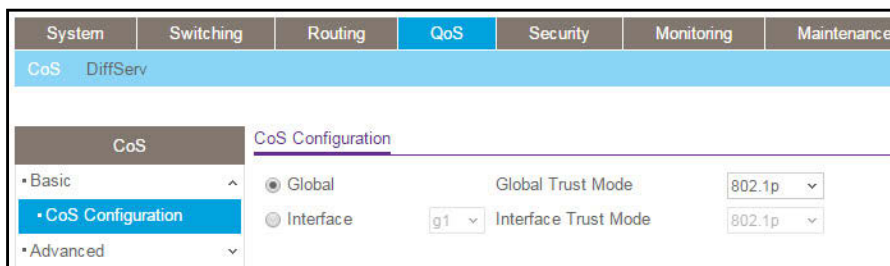 System Switching Routing QoS Security Monitoring Maintenance
CoS DiffServ
CoS
Basic
CoS Configuration
Advanced
CoS Configuration
Global Global Trust Mode 802.1p
Interface g1 Interface Trust Mode 802.1p